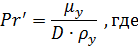 Pr′ = μ_y / (D · ρ_y) , где